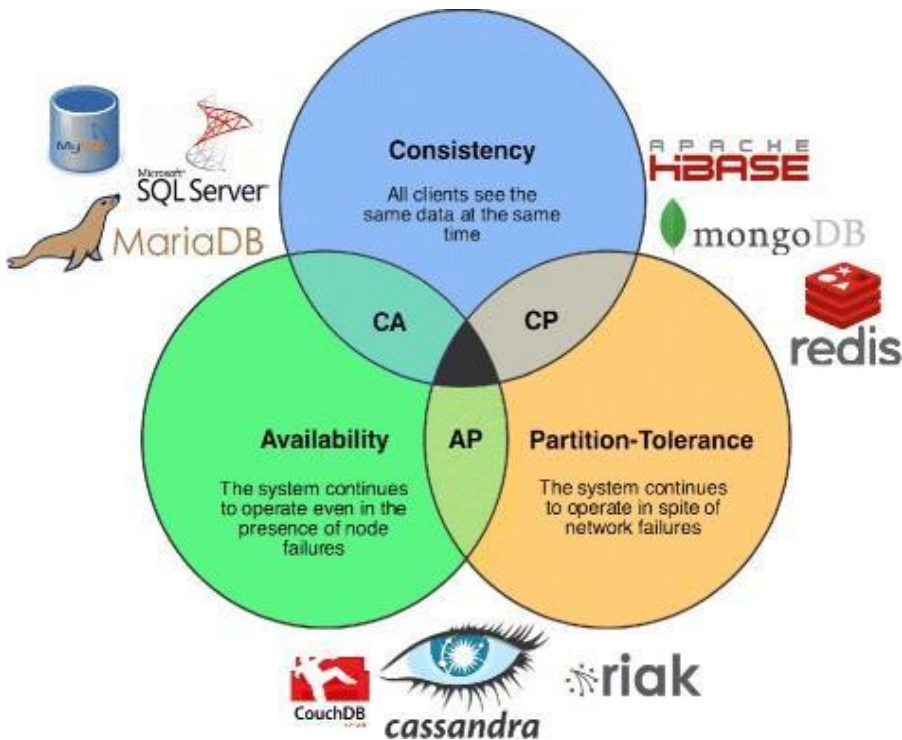 MySQL
Microsoft®
SQL Server
MariaDB
Consistency
All clients see the
same data at the same
time
APACHE
HBASE
mongoDB
redis
CA
CP
Availability
The system continues
to operate even in the
presence of node
failures
AP
Partition-Tolerance
The system continues
to operate in spite of
network failures
CouchDB
cassandra
riak